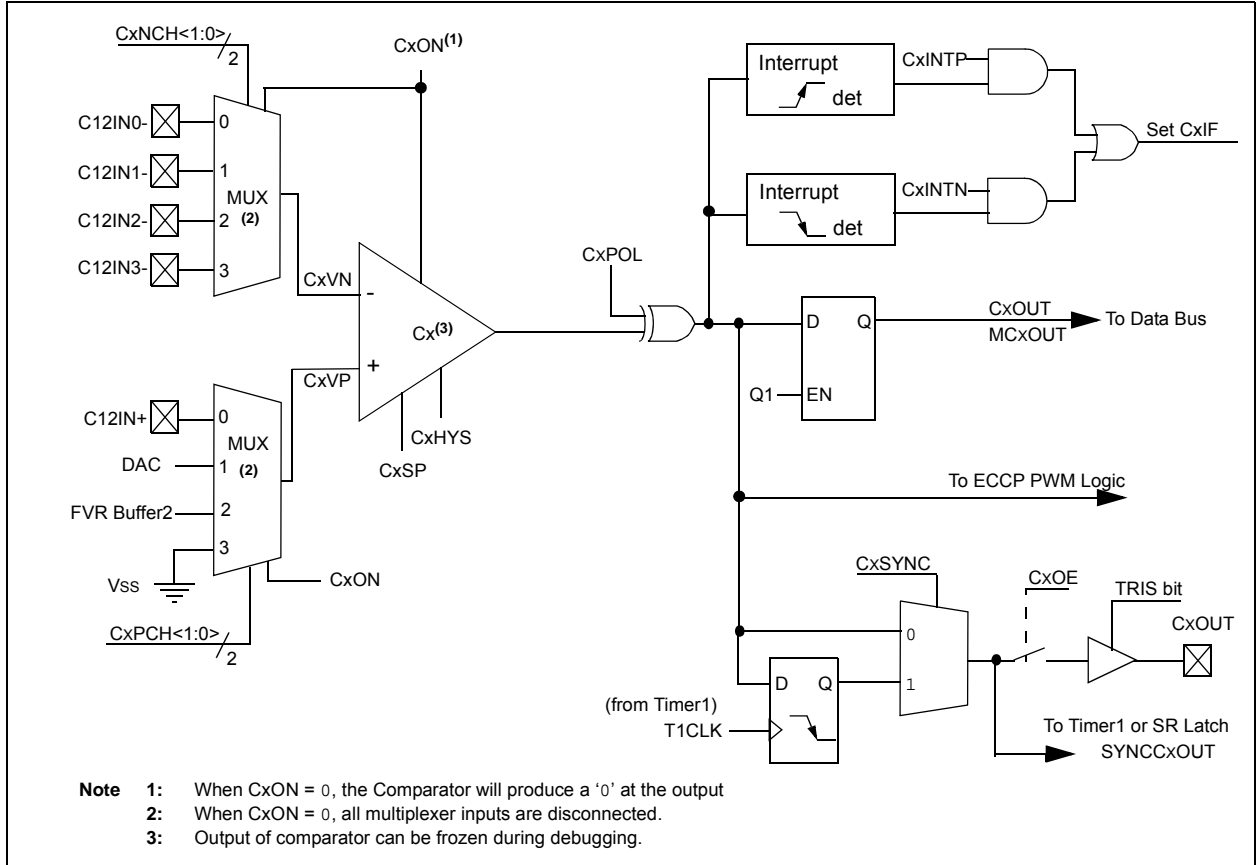 CxNCH<1:0>
2
CxON(1)
C12IN0-
0
C12IN1-
1
MUX
(2)
C12IN2-
2
C12IN3-
3
CxVN
-
Cx(3)
CxVP
+
CxHYS
CxSP
C12IN+
0
MUX
(2)
DAC
1
FVR Buffer2
2
3
Vss
CxON
CxPCH<1:0>
2
CxPOL
Interrupt
det
CxINTP
Set CxIF
Interrupt
det
CxINTN
D
Q
CxOUT
MCxOUT
To Data Bus
Q1
EN
To ECCP PWM Logic
CxSYNC
CxOE
TRIS bit
CxOUT
0
1
D
Q
(from Timer1)
T1CLK
To Timer1 or SR Latch
SYNCCxOUT
Note 1: When CxON = 0, the Comparator will produce a ‘0’ at the output
2: When CxON = 0, all multiplexer inputs are disconnected.
3: Output of comparator can be frozen during debugging.